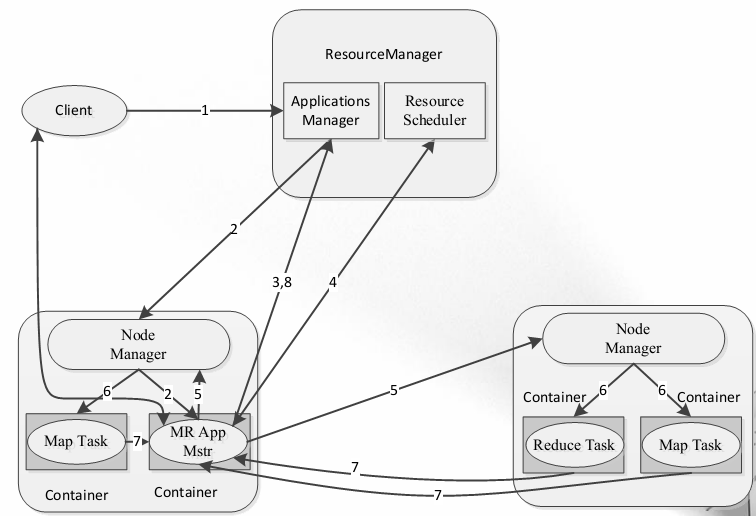 ResourceManager
Client
1
Applications
Manager
Resource
Scheduler
2
3,8
4
Node
Manager
6
2
5
Map Task
7
MR App
Mstr
Container
Container
5
7
7
Node
Manager
6
6
Container
Container
Reduce Task
Map Task